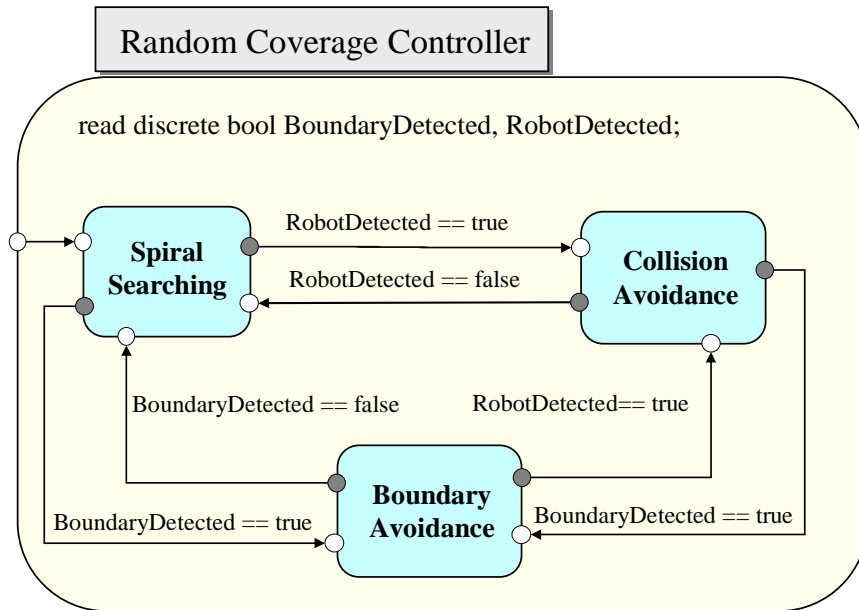 Random Coverage Controller
read discrete bool BoundaryDetected, RobotDetected;
RobotDetected == true
Spiral
Searching
RobotDetected == false
Collision
Avoidance
BoundaryDetected == false
RobotDetected== true
Boundary
Avoidance
BoundaryDetected == true
BoundaryDetected == true